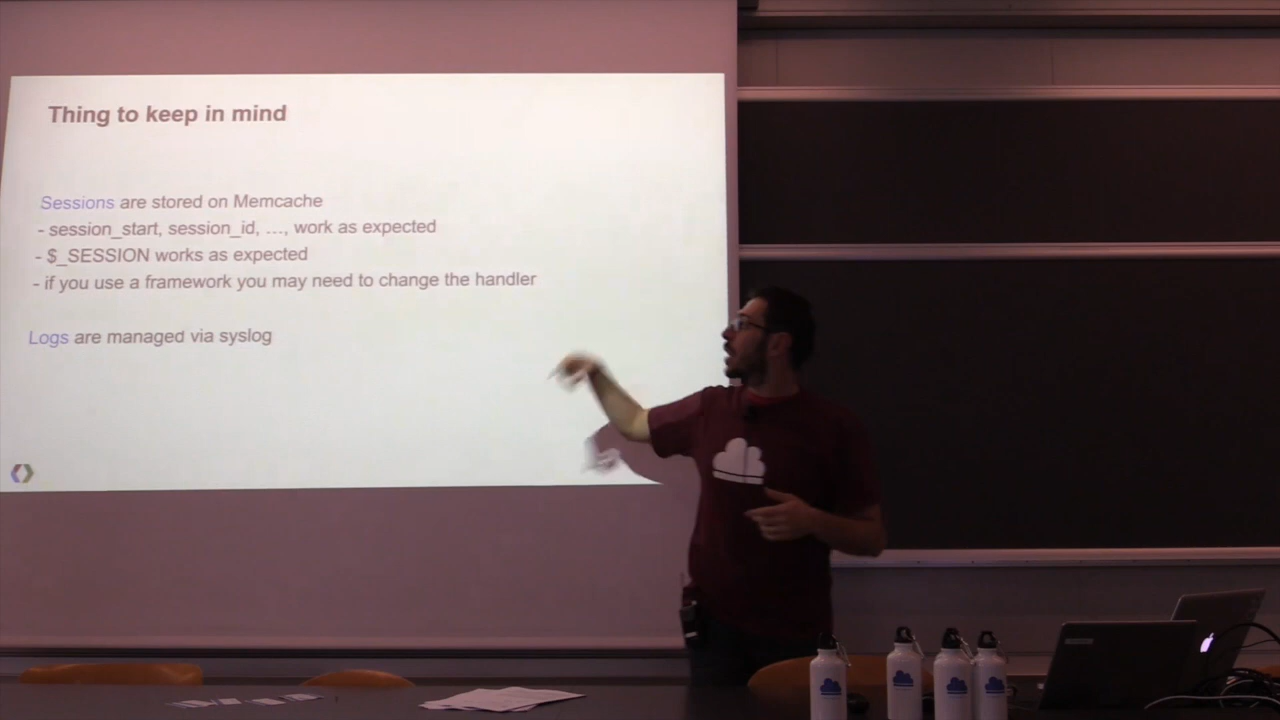 Thing to keep in mind
Sessions are stored on Memcache
- session_start, session_id, …, work as expected
- $_SESSION works as expected
- if you use a framework you may need to change the handler
Logs are managed via syslog